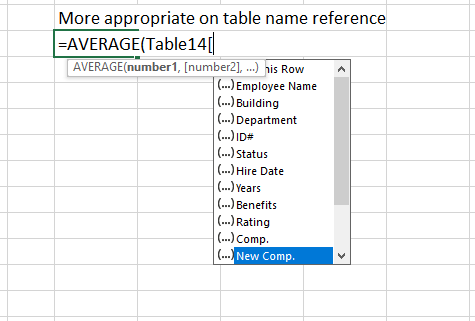 More appropriate on table name reference
=AVERAGE(Table14[
AVERAGE(number1, [number2], ...)
his Row
(...) Employee Name
(...) Building
(...) Department
(...) ID#
(...) Status
(...) Hire Date
(...) Years
(...) Benefits
(...) Rating
(...) Comp.
(...) New Comp.